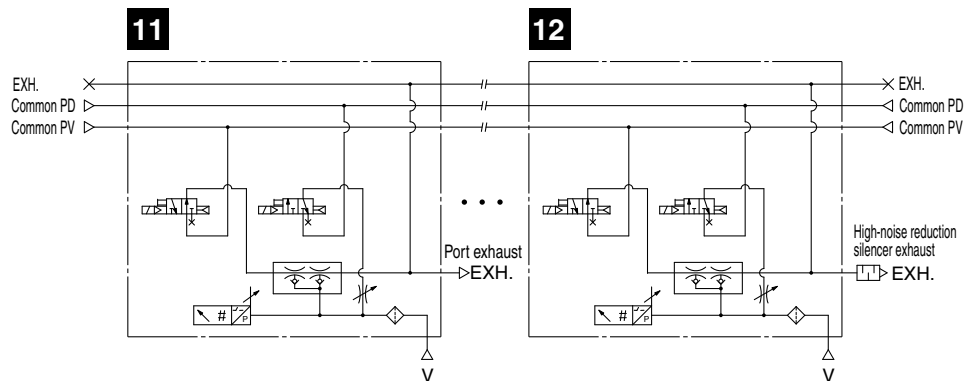 11
12
EXH.
EXH.
Common PD
Common PD
Common PV
Common PV
• • •
Port exhaust
EXH.
High-noise reduction
silencer exhaust
EXH.
#
P
#
P
V
V